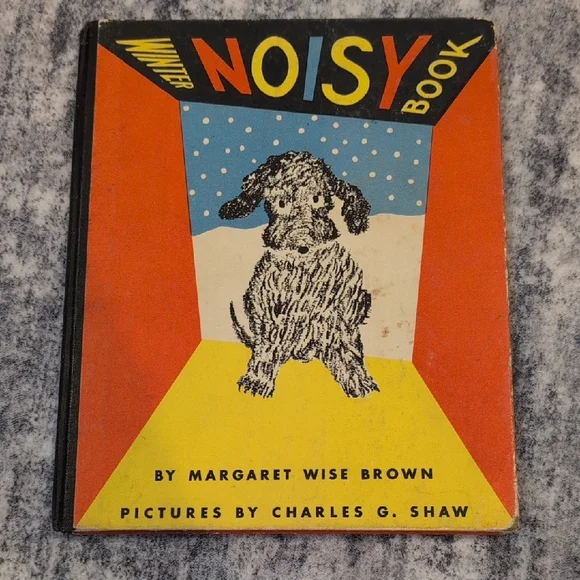 WINTER NOISY BOOK
BY MARGARET WISE BROWN
PICTURES BY CHARLES G. SHAW